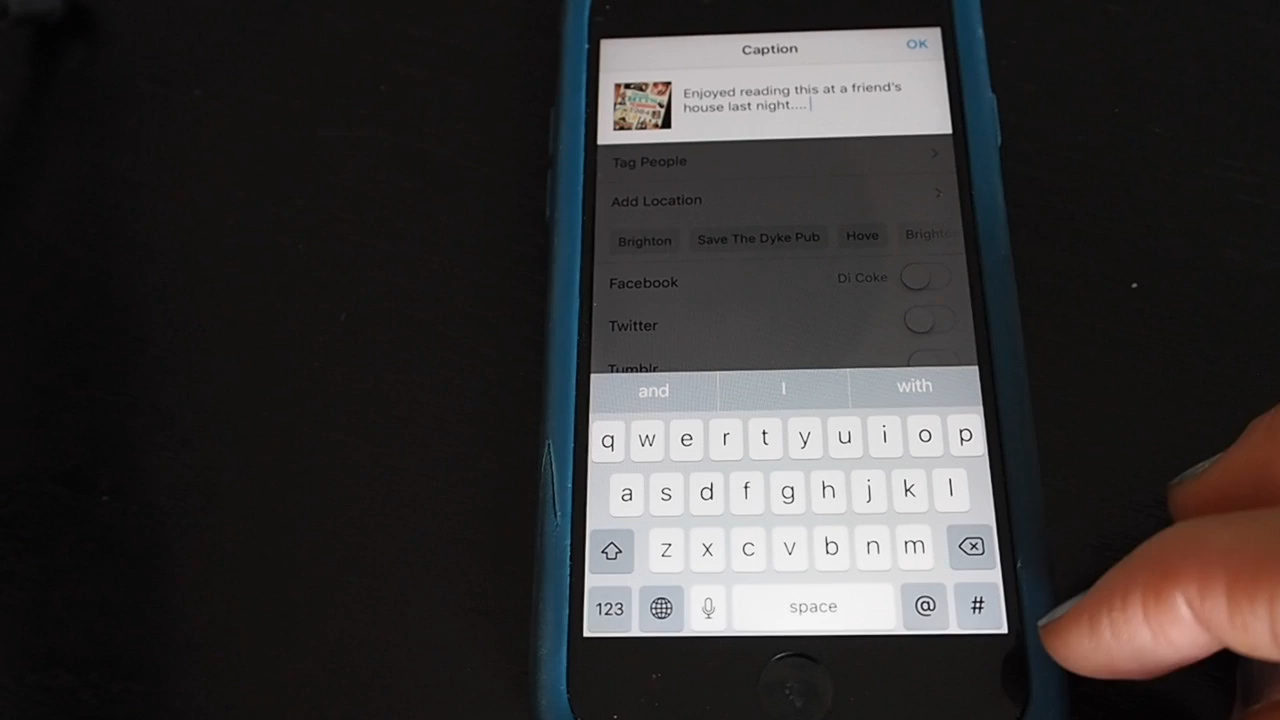 Caption
OK
Enjoyed reading this at a friend's
house last night....
Tag People
Add Location
Brighton
Save The Dyke Pub
Hove
Facebook
Di Coke
Twitter
Tumblr
and
I
with
q w e r t y u i o p
a s d f g h j k l
z x c v b n m
123
space
@
#